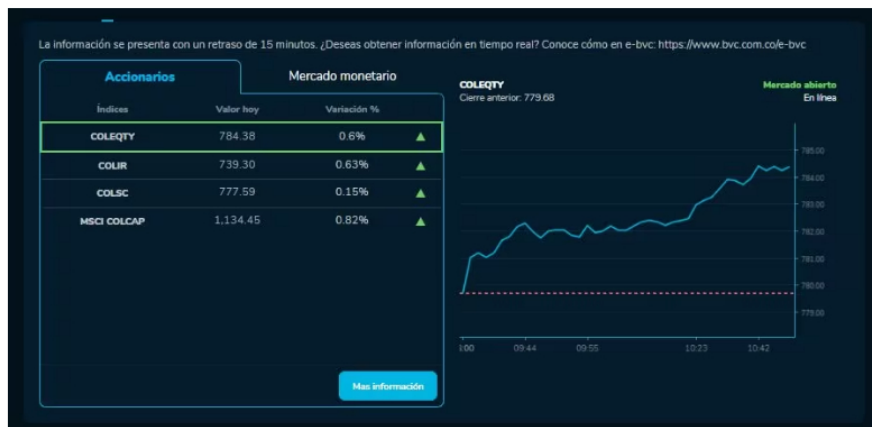 La información se presenta con un retraso de 15 minutos. ¿Deseas obtener información en tiempo real? Conoce cómo en e-bvc: https://www.bvc.com.co/e-bvc
Accionarios
Mercado monetario
Índices Valor hoy Variación %
COLEQTY 784.38 0.6%
COLIR 739.30 0.63%
COLSC 777.59 0.15%
MSCI COLCAP 1,134.45 0.82%
Mas información
COLEQTY
Cierre anterior: 779.68
Mercado abierto
En línea
785.00
784.00
783.00
782.00
781.00
780.00
779.00
09:44 09:55 10:23 10:42